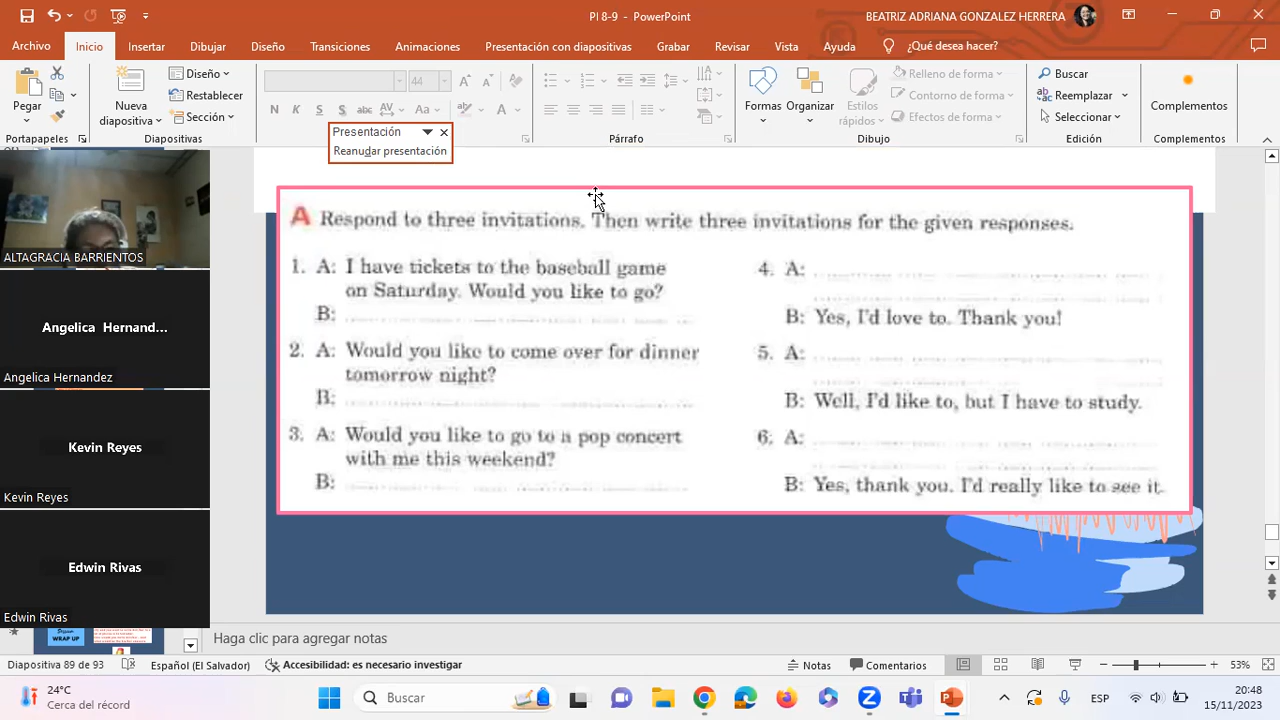 PI 8-9 - PowerPoint
BEATRIZ ADRIANA GONZALEZ HERRERA
Archivo Inicio Insertar Dibujar Diseño Transiciones Animaciones Presentación con diapositivas Grabar Revisar Vista Ayuda ¿Qué desea hacer?
Pegar
Nueva diapositiva
Diseño
Restablecer
Sección
44
N K S S abc AV Aa A
Formas Organizar Estilos rápidos
Relleno de forma
Contorno de forma
Efectos de forma
Buscar
Reemplazar
Seleccionar
Complementos
Portapapeles Diapositivas Párrafo Dibujo Edición Complementos
Presentación
Reanudar presentación
ALTAGRACIA BARRIENTOS
Angelica Hernand...
Angelica Hernandez
Kevin Reyes
Kevin Reyes
Edwin Rivas
Edwin Rivas
A Respond to three invitations. Then write three invitations for the given responses.
1. A: I have tickets to the baseball game
on Saturday. Would you like to go?
B:
2. A: Would you like to come over for dinner
tomorrow night?
B:
3. A: Would you like to go to a pop concert
with me this weekend?
B:
4. A:
B: Yes, I'd love to. Thank you!
5. A:
B: Well, I'd like to, but I have to study.
6. A:
B: Yes, thank you. I'd really like to see it.
WRAP UP
Haga clic para agregar notas
Diapositiva 89 de 93 Español (El Salvador) Accesibilidad: es necesario investigar Notas Comentarios 53%
24°C
Cerca del récord
Buscar
ESP
20:48
15/11/2023